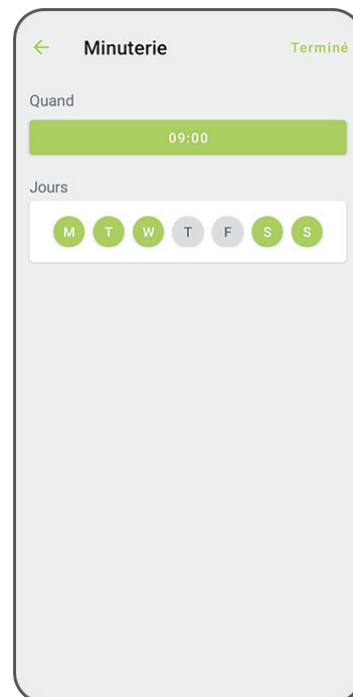 Minuterie Terminé
Quand
09:00
Jours
M T W T F S S